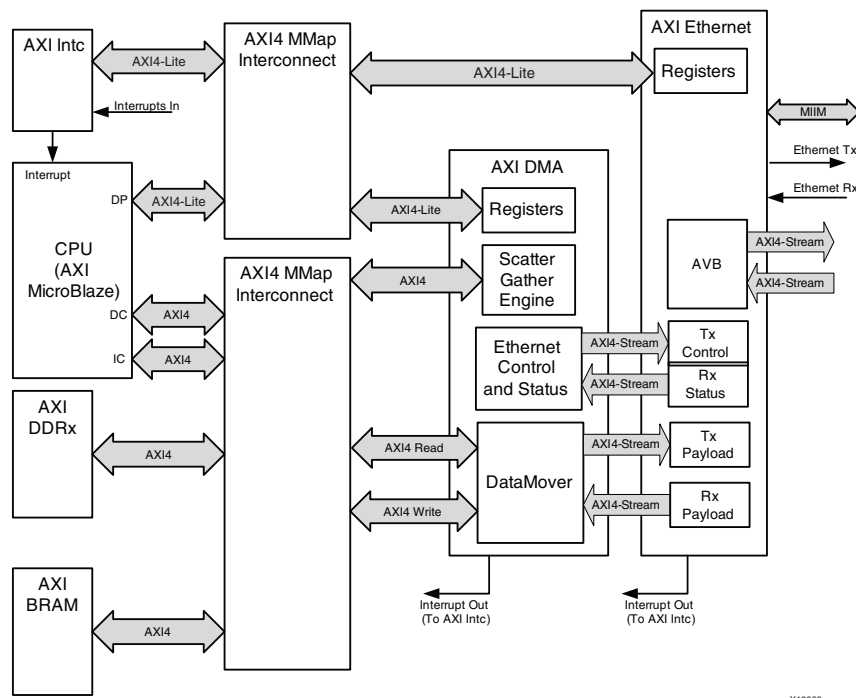 AXI Intc
AXI4-Lite
Interrupts In
AXI4 MMap
Interconnect
AXI4-Lite
AXI Ethernet
Registers
MIIM
Ethernet Tx
Ethernet Rx
Interrupt
DP
CPU
(AXI
MicroBlaze)
DC
IC
AXI4-Lite
AXI4
AXI4
AXI4 MMap
Interconnect
AXI DMA
AXI4-Lite
Registers
AXI4
Scatter
Gather
Engine
AVB
AXI4-Stream
AXI4-Stream
Ethernet
Control
and Status
AXI4-Stream
AXI4-Stream
Tx
Control
Rx
Status
AXI
DDRx
AXI4
AXI4 Read
AXI4 Write
DataMover
AXI4-Stream
AXI4-Stream
Tx
Payload
Rx
Payload
AXI
BRAM
AXI4
Interrupt Out
(To AXI Intc)
Interrupt Out
(To AXI Intc)